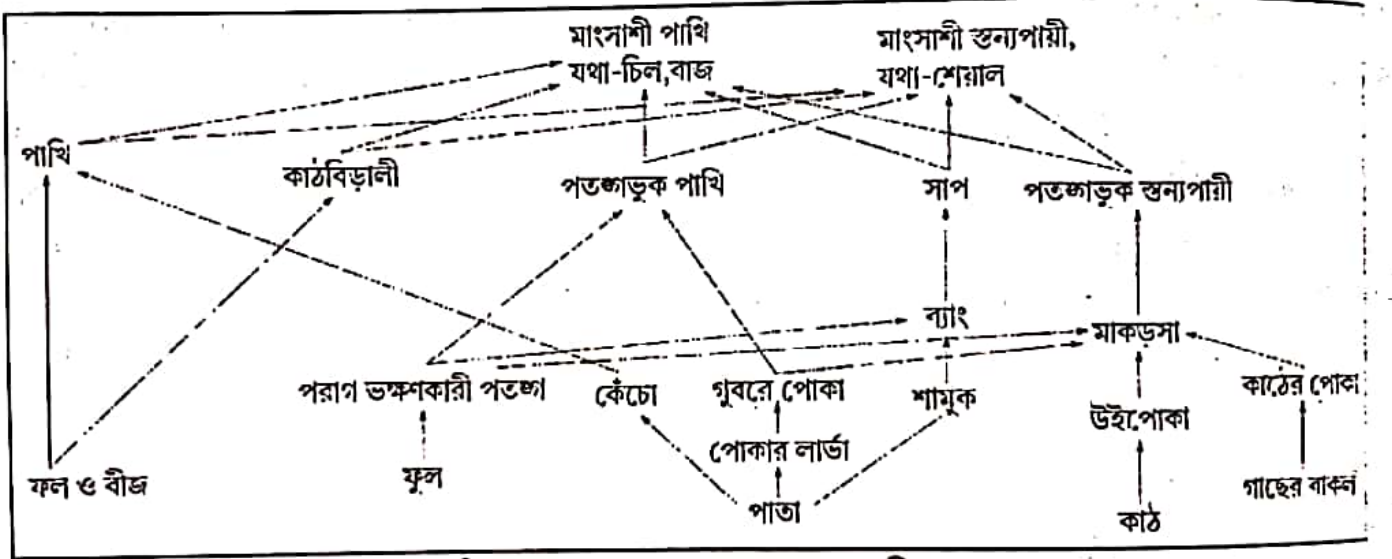 মাংসাশী পাখি
যথা-চিল,বাজ
মাংসাশী স্তন্যপায়ী,
যথা-শেয়াল
পাখি
কাঠবিড়ালী
পতঙ্গভুক পাখি
সাপ
পতঙ্গভুক স্তন্যপায়ী
ব্যাং
মাকড়সা
পরাগ ভক্ষণকারী পতঙ্গ
কেঁচো
গুবরে পোকা
শামুক
কাঠের পোকা
উইপোকা
পোকার লার্ভা
ফল ও বীজ
ফুল
পাতা
গাছের বাকল
কাঠ